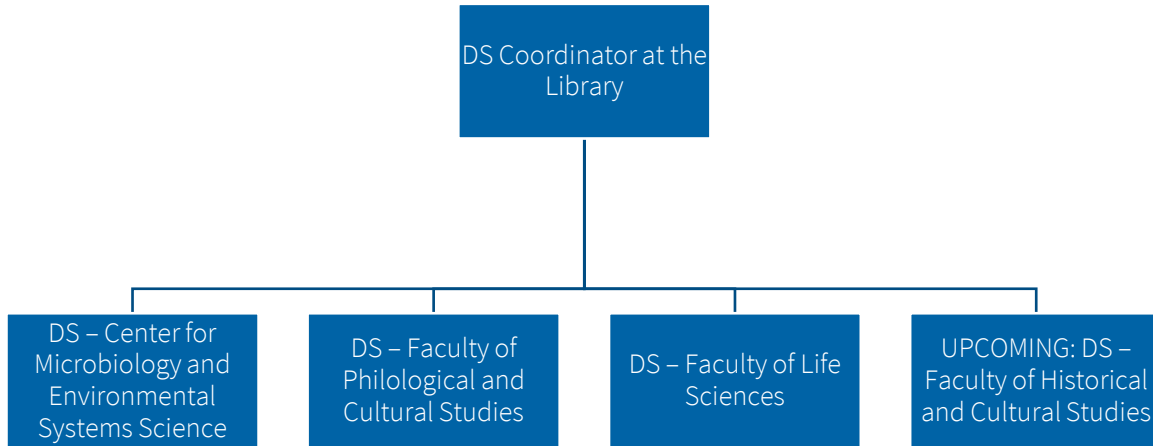 DS Coordinator at the
Library
DS – Center for
Microbiology and
Environmental
Systems Science
DS – Faculty of
Philological and
Cultural Studies
DS – Faculty of Life
Sciences
UPCOMING: DS –
Faculty of Historical
and Cultural Studies